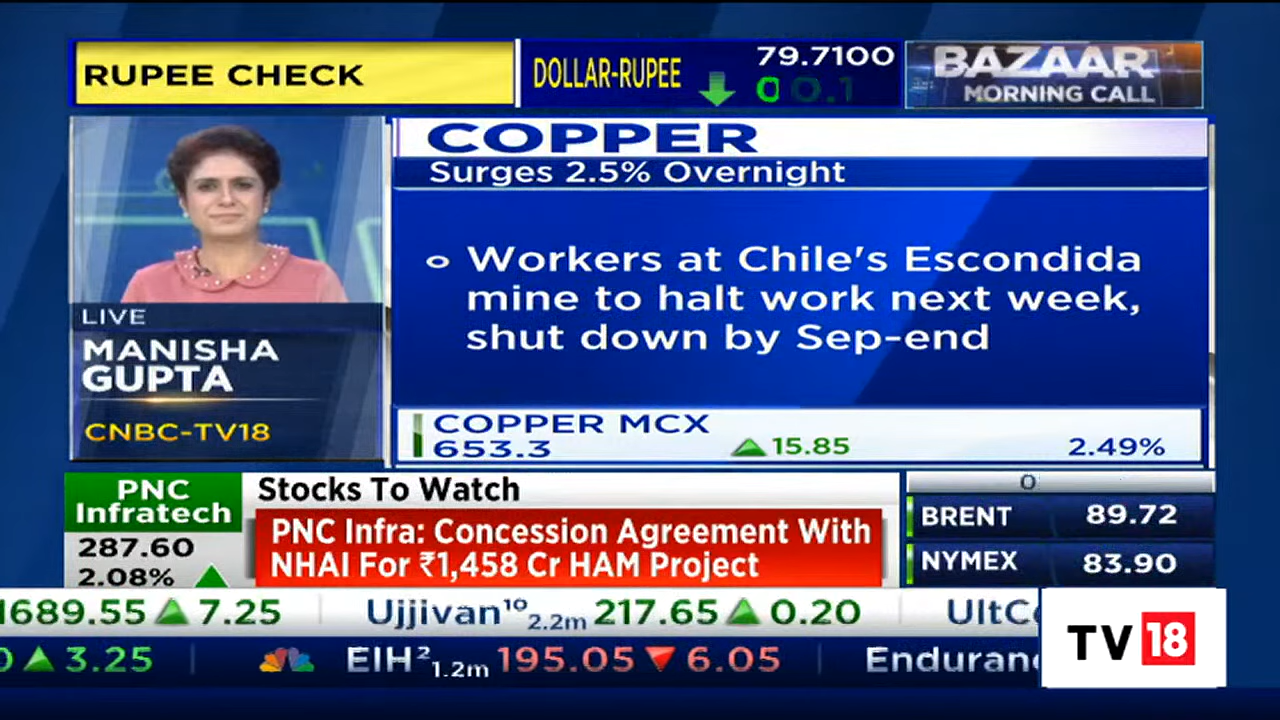 RUPEE CHECK
DOLLAR-RUPEE
79.7100
BAZAAR
MORNING CALL
COPPER
Surges 2.5% Overnight
Workers at Chile's Escondida
mine to halt work next week,
shut down by Sep-end
LIVE
MANISHA
GUPTA
CNBC-TV18
COPPER MCX
653.3 15.85 2.49%
PNC
Infratech
287.60
2.08%
Stocks To Watch
PNC Infra: Concession Agreement With
NHAI For ₹1,458 Cr HAM Project
BRENT 89.72
NYMEX 83.90
1689.55 7.25 Ujjivan 2.2m 217.65 0.20 UltC
3.25 EIH² 1.2m 195.05 6.05 Enduran
TV18